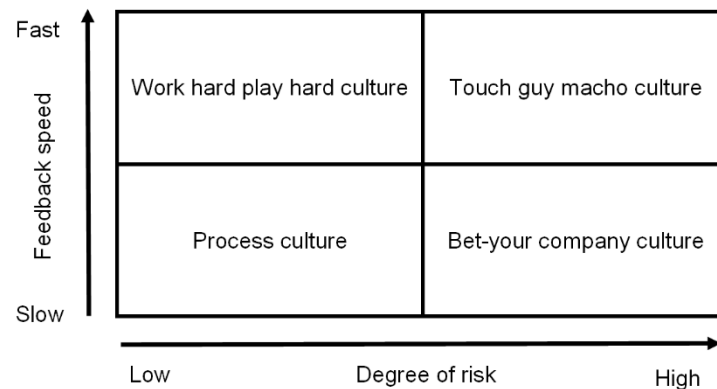 Fast
Work hard play hard culture
Touch guy macho culture
Feedback speed
Process culture
Bet-your company culture
Slow
Low
Degree of risk
High